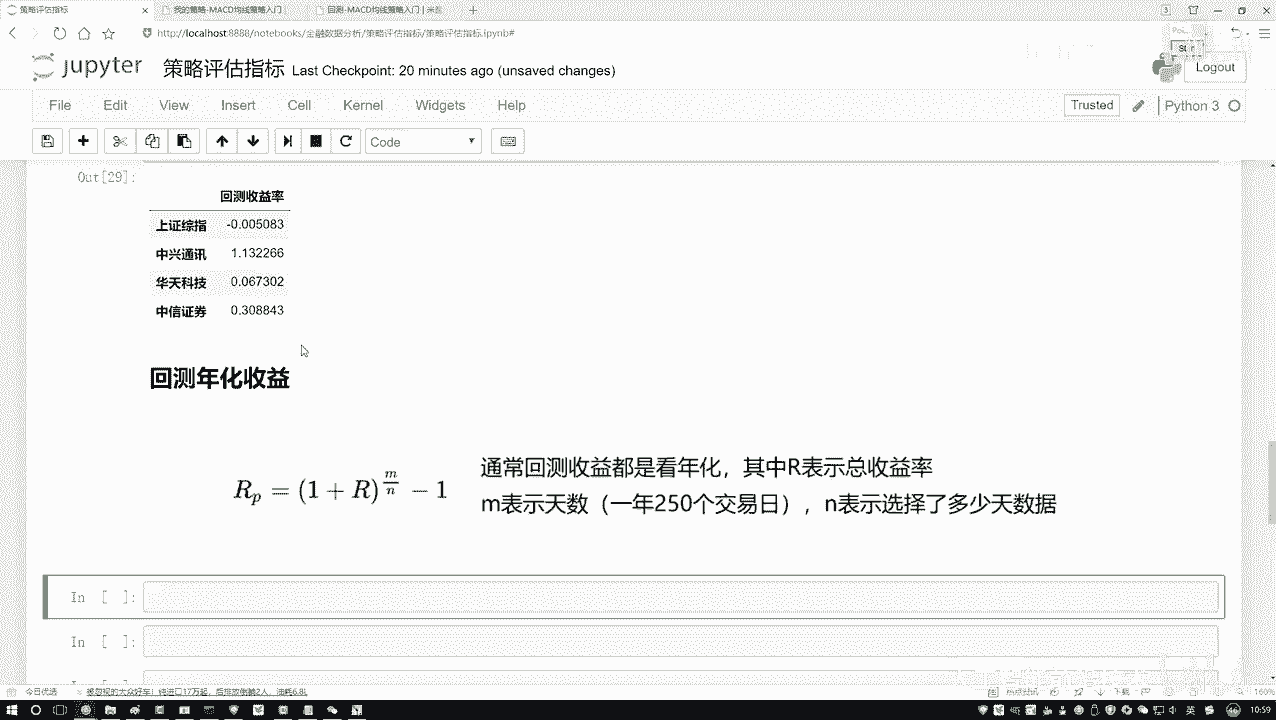 策略评估指标
我的策略-MACD均线策略入门
回测-MACD均线策略入门 | 米筐
3
http://localhost:8888/notebooks/金融数据分析/策略评估指标/策略评估指标.ipynb#
jupyter 策略评估指标 Last Checkpoint: 20 minutes ago (unsaved changes)
Logout
File Edit View Insert Cell Kernel Widgets Help
Trusted Python 3
Code
Out[29]:
回测收益率
上证综指 -0.005083
中兴通讯 1.132266
华天科技 0.067302
中信证券 0.308843
回测年化收益
R_p = (1 + R)^{m/n} − 1
通常回测收益都是看年化，其中R表示总收益率
m表示天数（一年250个交易日），n表示选择了多少天数据
In [ ]:
In [ ]:
今日优选
160%
英
10:59